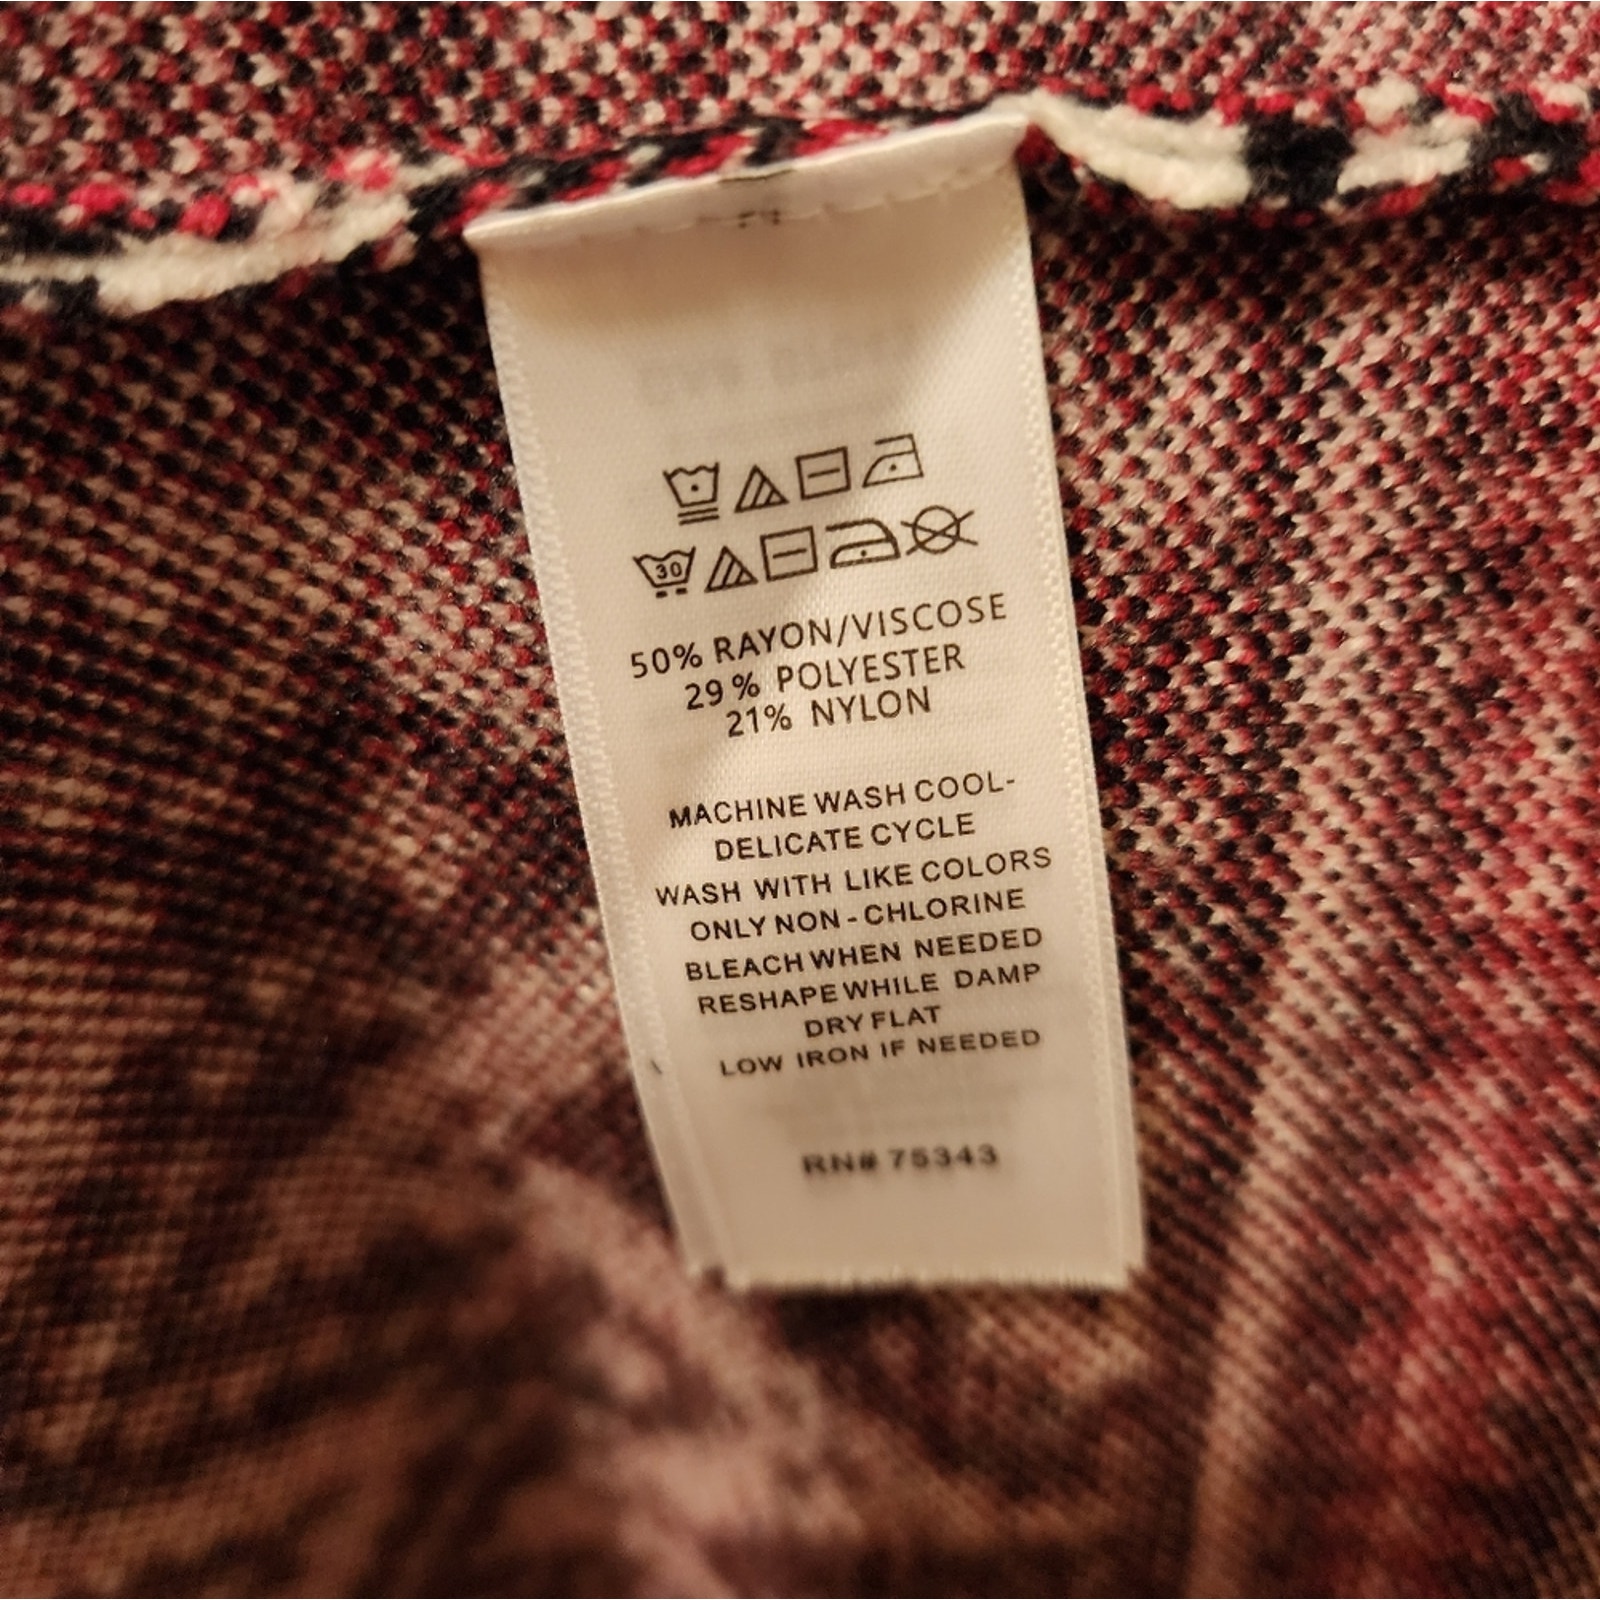 30
50% RAYON/VISCOSE
29% POLYESTER
21% NYLON
MACHINE WASH COOL-
DELICATE CYCLE
WASH WITH LIKE COLORS
ONLY NON-CHLORINE
BLEACH WHEN NEEDED
RESHAPE WHILE DAMP
DRY FLAT
LOW IRON IF NEEDED
RN# 75343